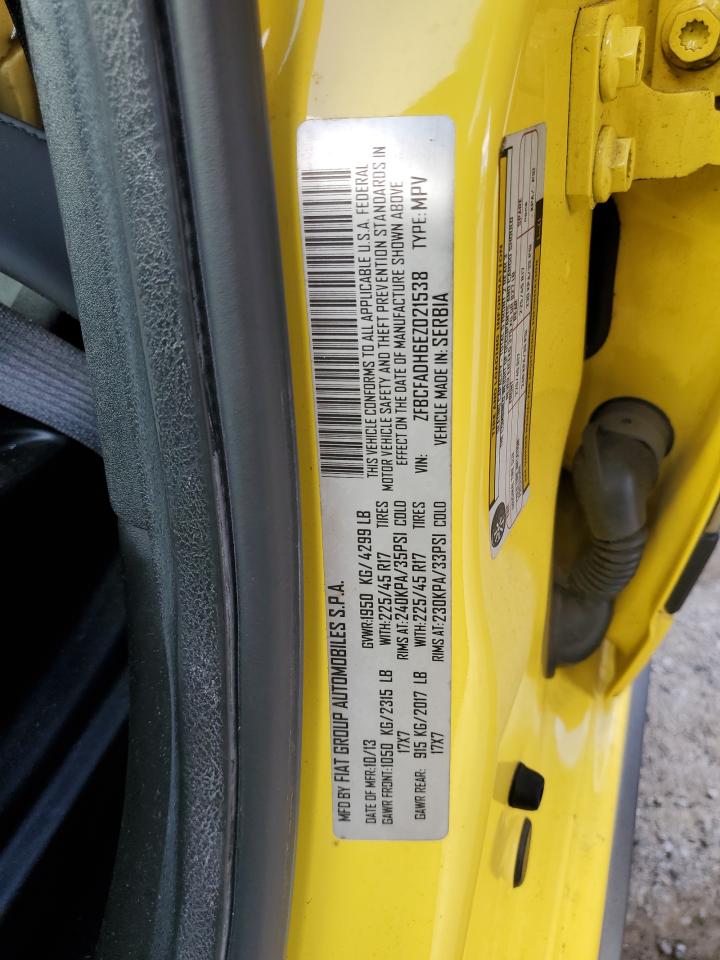 MFD BY FIAT GROUP AUTOMOBILES S.P.A.
DATE OF MFR: 10/13 GVWR: 1950 KG/4299 LB
GAWR FRONT: 1050 KG/2315 LB WITH: 225/45 R17 TIRES
17X7 RIMS AT: 240KPA/35PSI COLD
GAWR REAR: 915 KG/2017 LB WITH: 225/45 R17 TIRES
17X7 RIMS AT: 230KPA/33PSI COLD
THIS VEHICLE CONFORMS TO ALL APPLICABLE U.S.A. FEDERAL
MOTOR VEHICLE SAFETY AND THEFT PREVENTION STANDARDS IN
EFFECT ON THE DATE OF MANUFACTURE SHOWN ABOVE
VIN: ZFBCFADH6EZ021538 TYPE: MPV
VEHICLE MADE IN: SERBIA